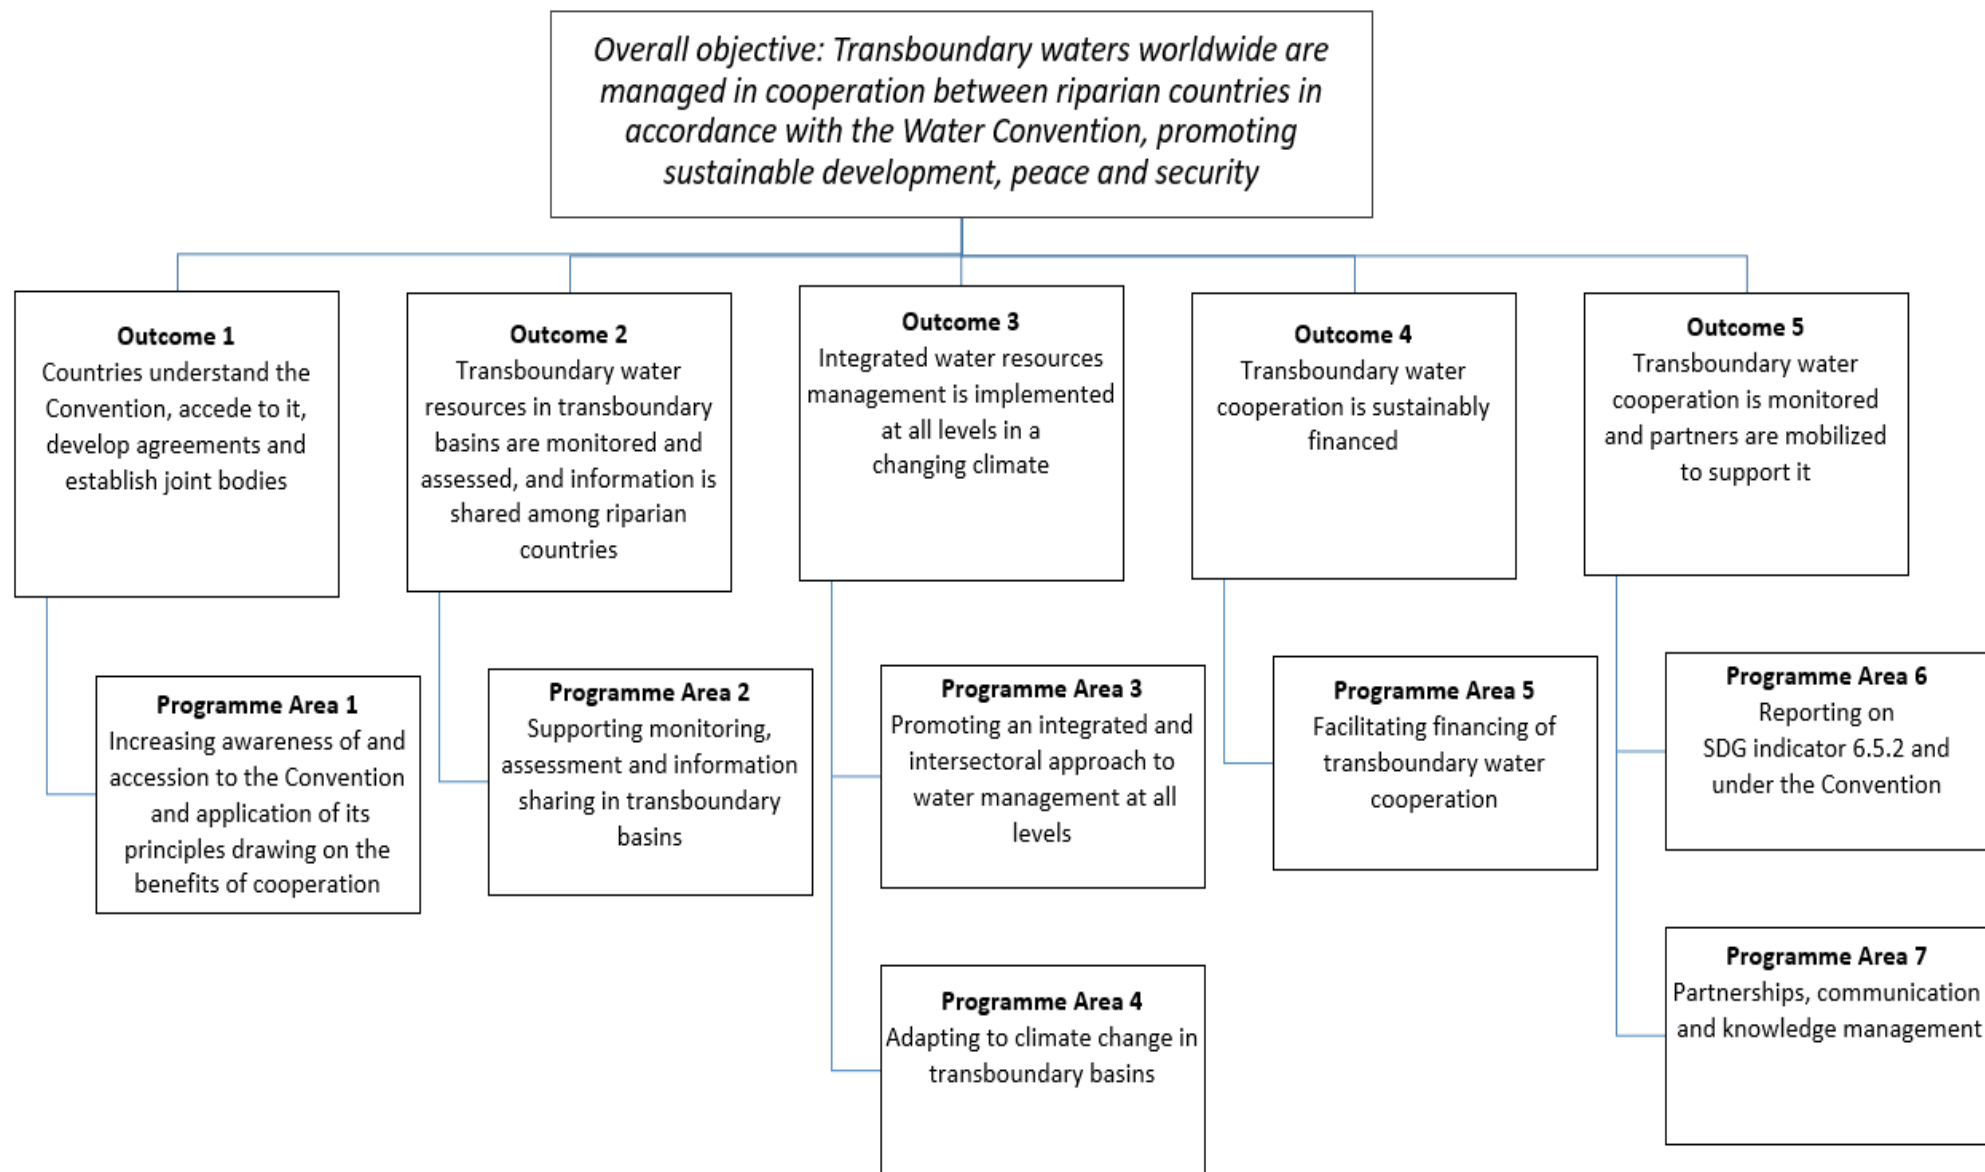 Overall objective: Transboundary waters worldwide are
managed in cooperation between riparian countries in
accordance with the Water Convention, promoting
sustainable development, peace and security
Outcome 1
Countries understand the
Convention, accede to it,
develop agreements and
establish joint bodies
Outcome 2
Transboundary water
resources in transboundary
basins are monitored and
assessed, and information is
shared among riparian
countries
Outcome 3
Integrated water resources
management is implemented
at all levels in a
changing climate
Outcome 4
Transboundary water
cooperation is sustainably
financed
Outcome 5
Transboundary water
cooperation is monitored
and partners are mobilized
to support it
Programme Area 1
Increasing awareness of and
accession to the Convention
and application of its
principles drawing on the
benefits of cooperation
Programme Area 2
Supporting monitoring,
assessment and information
sharing in transboundary
basins
Programme Area 3
Promoting an integrated and
intersectoral approach to
water management at all
levels
Programme Area 4
Adapting to climate change in
transboundary basins
Programme Area 5
Facilitating financing of
transboundary water
cooperation
Programme Area 6
Reporting on
SDG indicator 6.5.2 and
under the Convention
Programme Area 7
Partnerships, communication
and knowledge management